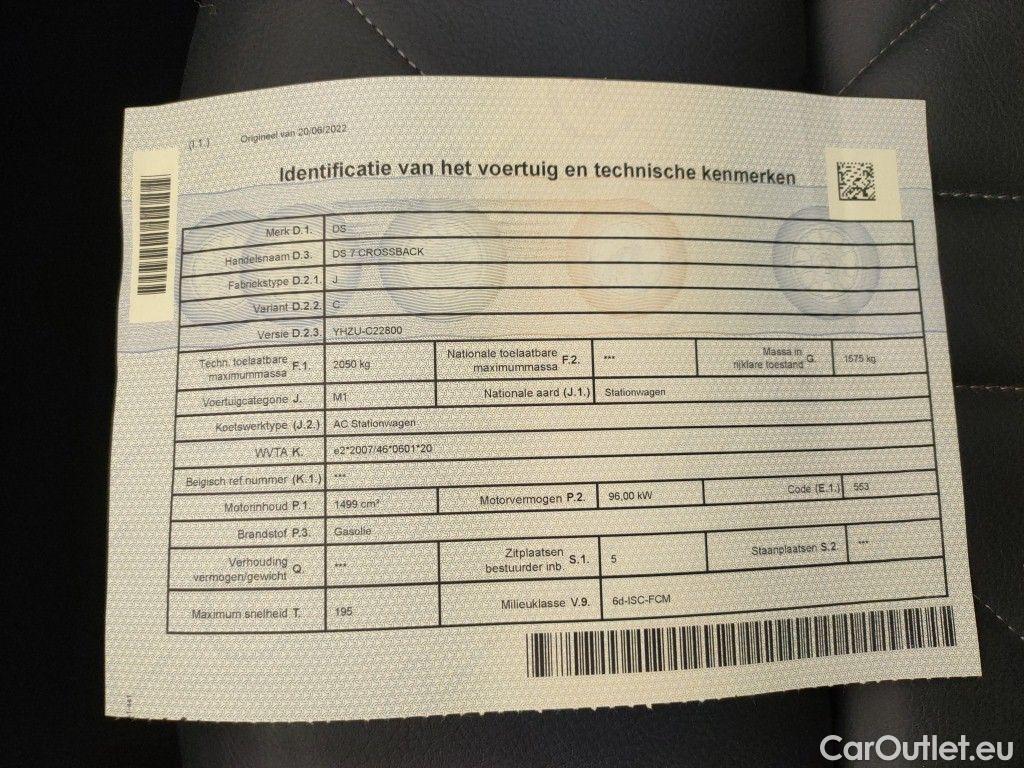 (I.1.) Origineel van 20/06/2022
Identificatie van het voertuig en technische kenmerken
Merk D.1. DS
Handelsnaam D.3. DS 7 CROSSBACK
Fabriekstype D.2.1. J
Variant D.2.2. C
Versie D.2.3. YHZU-C22800
Techn. toelaatbare maximummassa F.1. 2050 kg Nationale toelaatbare maximummassa F.2. *** Massa in rijklare toestand G. 1575 kg
Voertuigcategorie J. M1 Nationale aard (J.1.) Stationwagen
Koetswerktype (J.2.) AC Stationwagen
WVTA K. e2*2007/46*0601*20
Belgisch ref.nummer (K.1.) ***
Motorinhoud P.1. 1499 cm³ Motorvermogen P.2. 96,00 kW Code (E.1.) 553
Brandstof P.3. Gasolie
Verhouding vermogen/gewicht Q. *** Zitplaatsen bestuurder inb. S.1. 5 Staanplaatsen S.2. ***
Maximum snelheid T. 195 Milieuklasse V.9. 6d-ISC-FCM
CarOutlet.eu